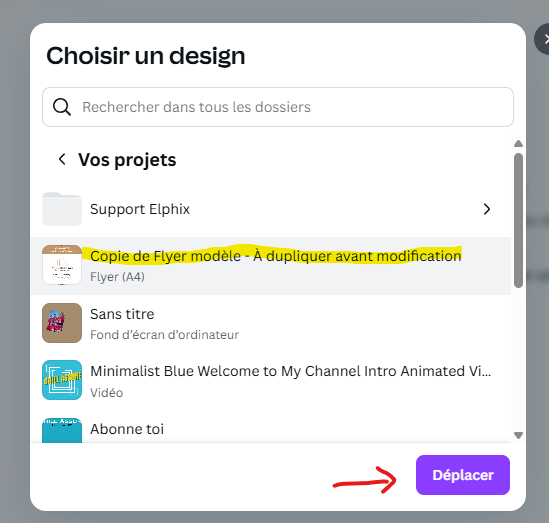 Choisir un design
Rechercher dans tous les dossiers
Vos projets
Support Elphix
Copie de Flyer modèle - À dupliquer avant modification
Flyer (A4)
Sans titre
Fond d’écran d’ordinateur
Minimalist Blue Welcome to My Channel Intro Animated Vi...
Vidéo
Abonne toi
Déplacer